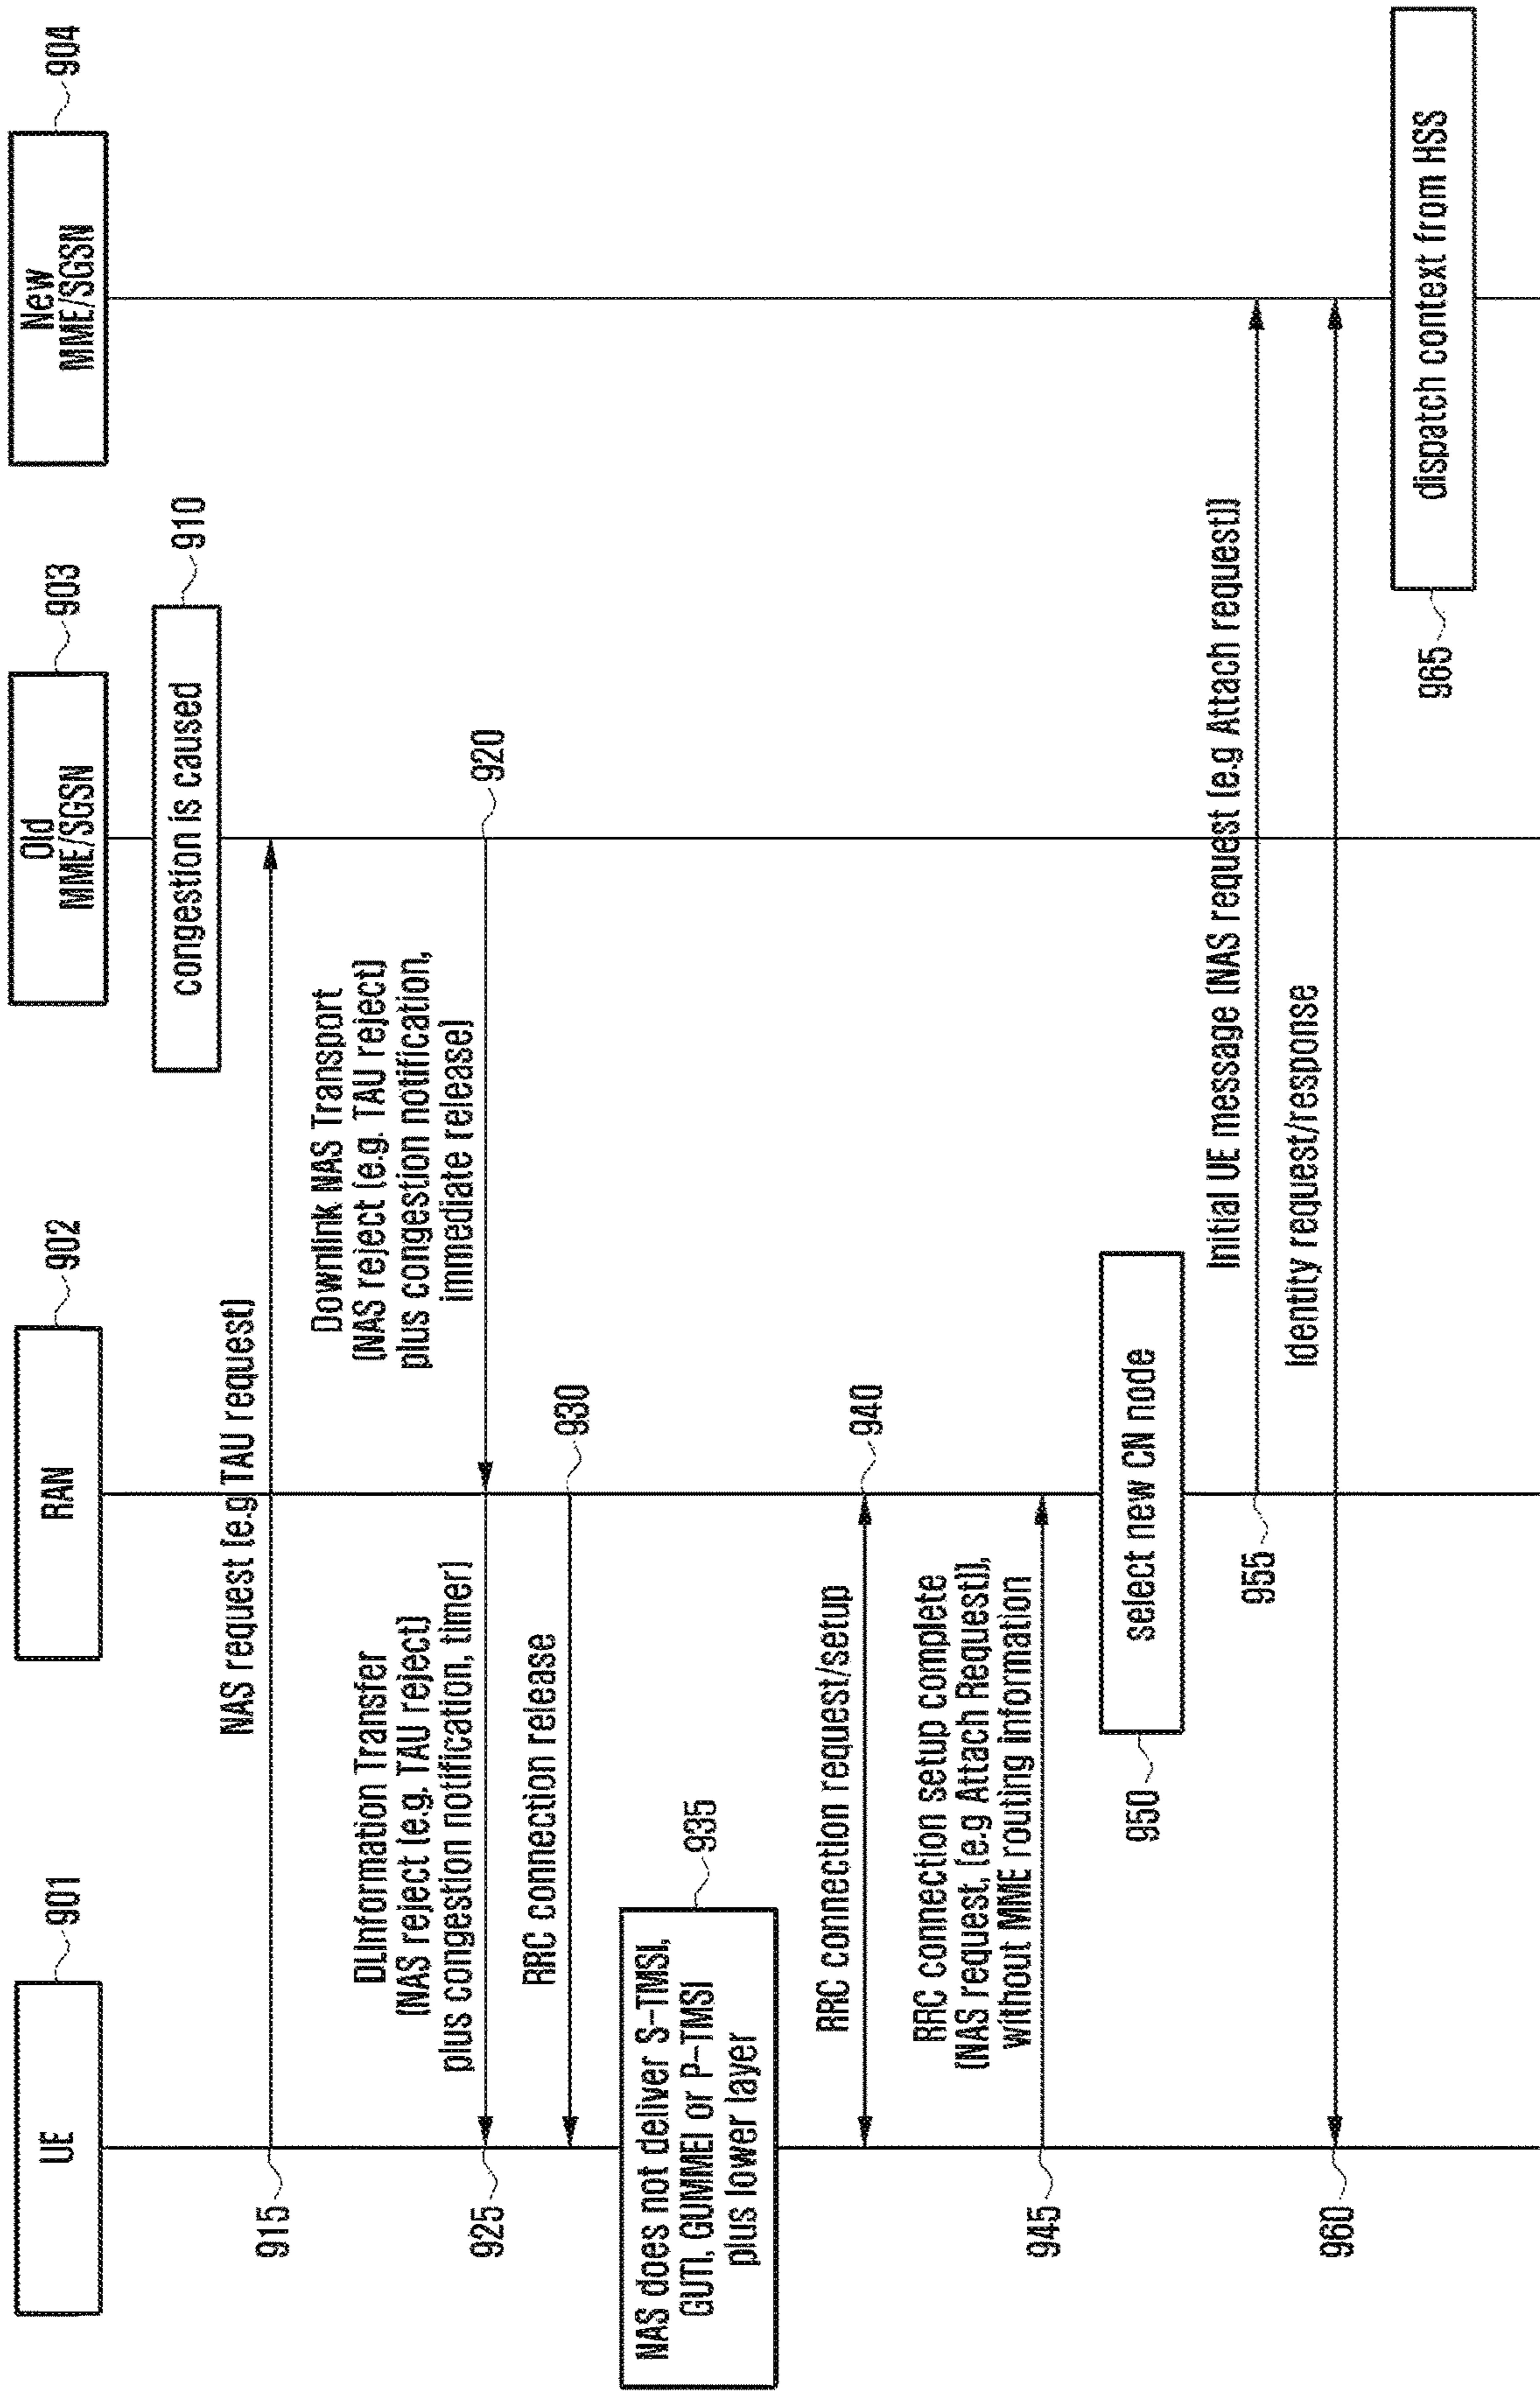 UE
901
RAN
902
Old
MME/SGSN
903
New
MME/SGSN
904
congestion is caused
910
NAS request (e.g TAU request)
915
Downlink NAS Transport
(NAS reject (e.g. TAU reject)
plus congestion notification,
immediate release)
920
DLInformation Transfer
(NAS reject (e.g. TAU reject)
plus congestion notification, timer)
925
RRC connection release
930
NAS does not deliver S-TMSI,
GUTI, GUMMEI or P-TMSI
plus lower layer
935
RRC connection request/setup
940
RRC connection setup complete
(NAS request, (e.g Attach Request)),
without MME routing information
945
select new CN node
950
Initial UE message (NAS request (e.g Attach request))
955
Identity request/response
960
dispatch context from HSS
965